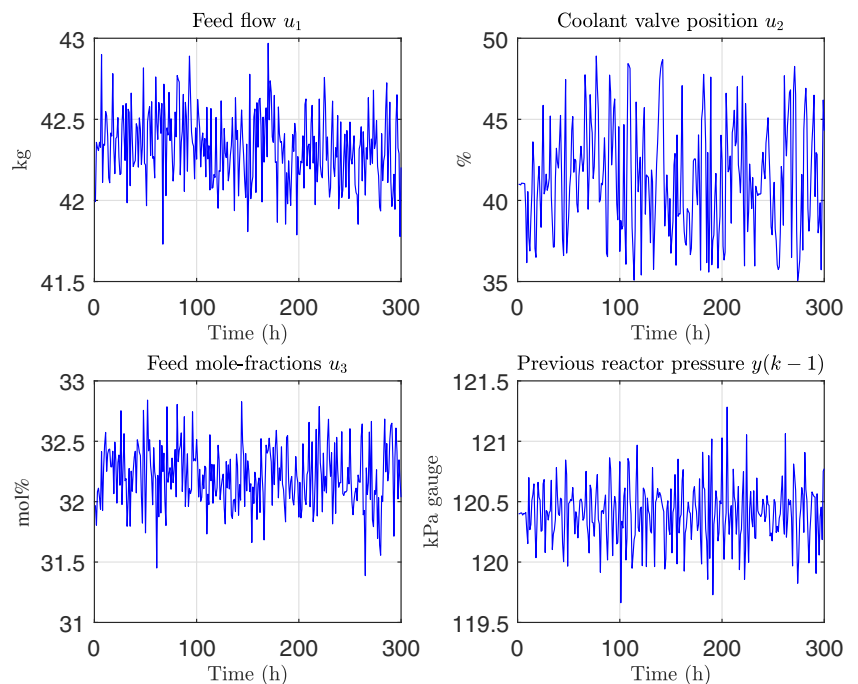 Feed flow u₁
43
42.5
42
41.5
kg
0 100 200 300
Time (h)
Coolant valve position u₂
50
45
40
35
%
0 100 200 300
Time (h)
Feed mole-fractions u₃
33
32.5
32
31.5
31
mol%
0 100 200 300
Time (h)
Previous reactor pressure y(k − 1)
121.5
121
120.5
120
119.5
kPa gauge
0 100 200 300
Time (h)